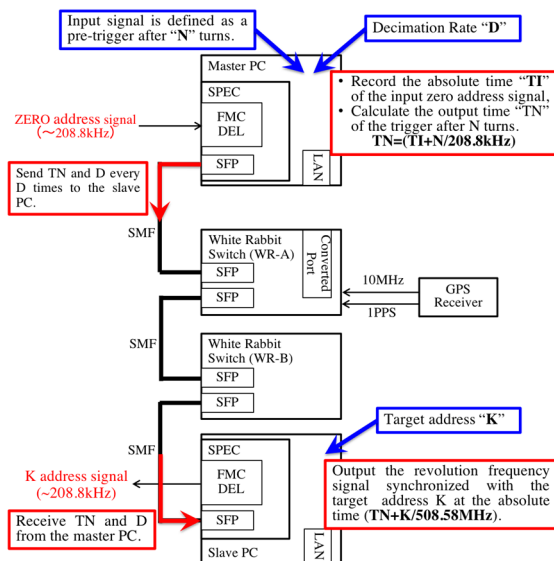 Input signal is defined as a
pre-trigger after “N” turns.
Decimation Rate “D”
Master PC
SPEC
FMC
DEL
SFP
LAN
ZERO address signal
(～208.8kHz)
• Record the absolute time “TI”
of the input zero address signal,
• Calculate the output time “TN”
of the trigger after N turns.
TN=(TI+N/208.8kHz)
Send TN and D every
D times to the slave
PC.
SMF
White Rabbit
Switch (WR-A)
SFP
SFP
Converted
Port
10MHz
1PPS
GPS
Receiver
SMF
White Rabbit
Switch (WR-B)
SFP
SFP
Target address “K”
SMF
SPEC
FMC
DEL
SFP
Slave PC
LAN
K address signal
(~208.8kHz)
Receive TN and D
from the master PC.
Output the revolution frequency
signal synchronized with the
target address K at the absolute
time (TN+K/508.58MHz).